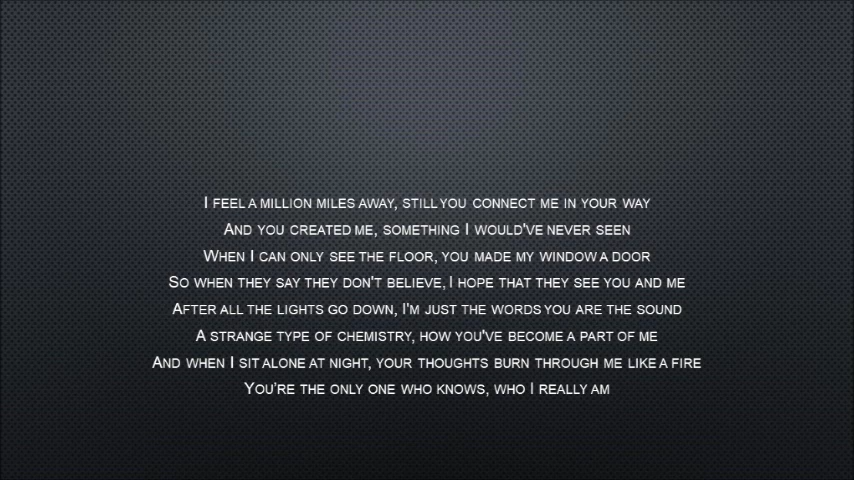 I FEEL A MILLION MILES AWAY, STILL YOU CONNECT ME IN YOUR WAY
AND YOU CREATED ME, SOMETHING I WOULD'VE NEVER SEEN
WHEN I CAN ONLY SEE THE FLOOR, YOU MADE MY WINDOW A DOOR
SO WHEN THEY SAY THEY DON'T BELIEVE, I HOPE THAT THEY SEE YOU AND ME
AFTER ALL THE LIGHTS GO DOWN, I'M JUST THE WORDS YOU ARE THE SOUND
A STRANGE TYPE OF CHEMISTRY, HOW YOU'VE BECOME A PART OF ME
AND WHEN I SIT ALONE AT NIGHT, YOUR THOUGHTS BURN THROUGH ME LIKE A FIRE
YOU'RE THE ONLY ONE WHO KNOWS, WHO I REALLY AM